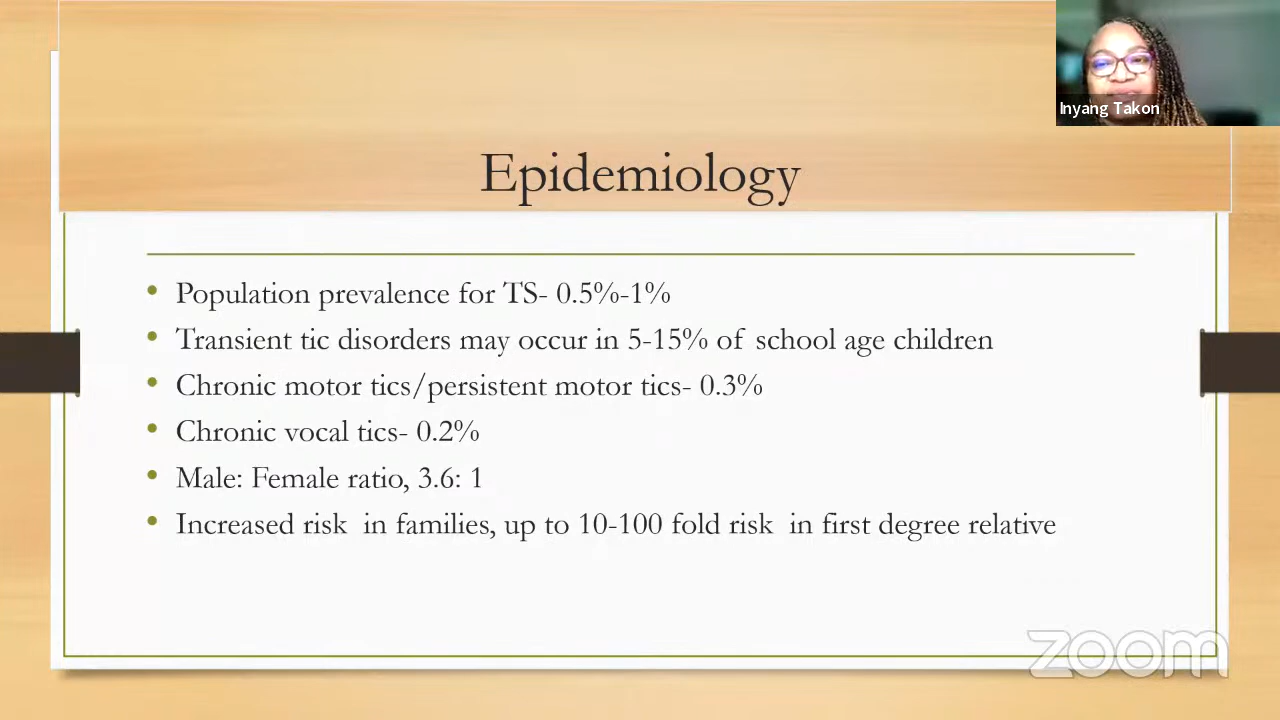 Inyang Takon
Epidemiology
• Population prevalence for TS- 0.5%-1%
• Transient tic disorders may occur in 5-15% of school age children
• Chronic motor tics/persistent motor tics- 0.3%
• Chronic vocal tics- 0.2%
• Male: Female ratio, 3.6: 1
• Increased risk in families, up to 10-100 fold risk in first degree relative
zoom